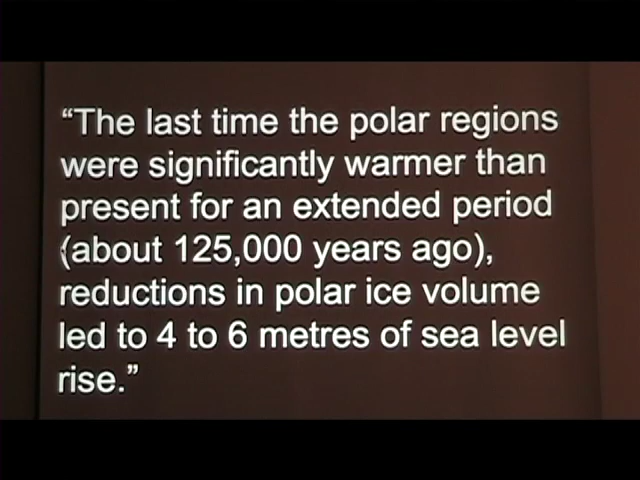 “The last time the polar regions
were significantly warmer than
present for an extended period
(about 125,000 years ago),
reductions in polar ice volume
led to 4 to 6 metres of sea level
rise.”